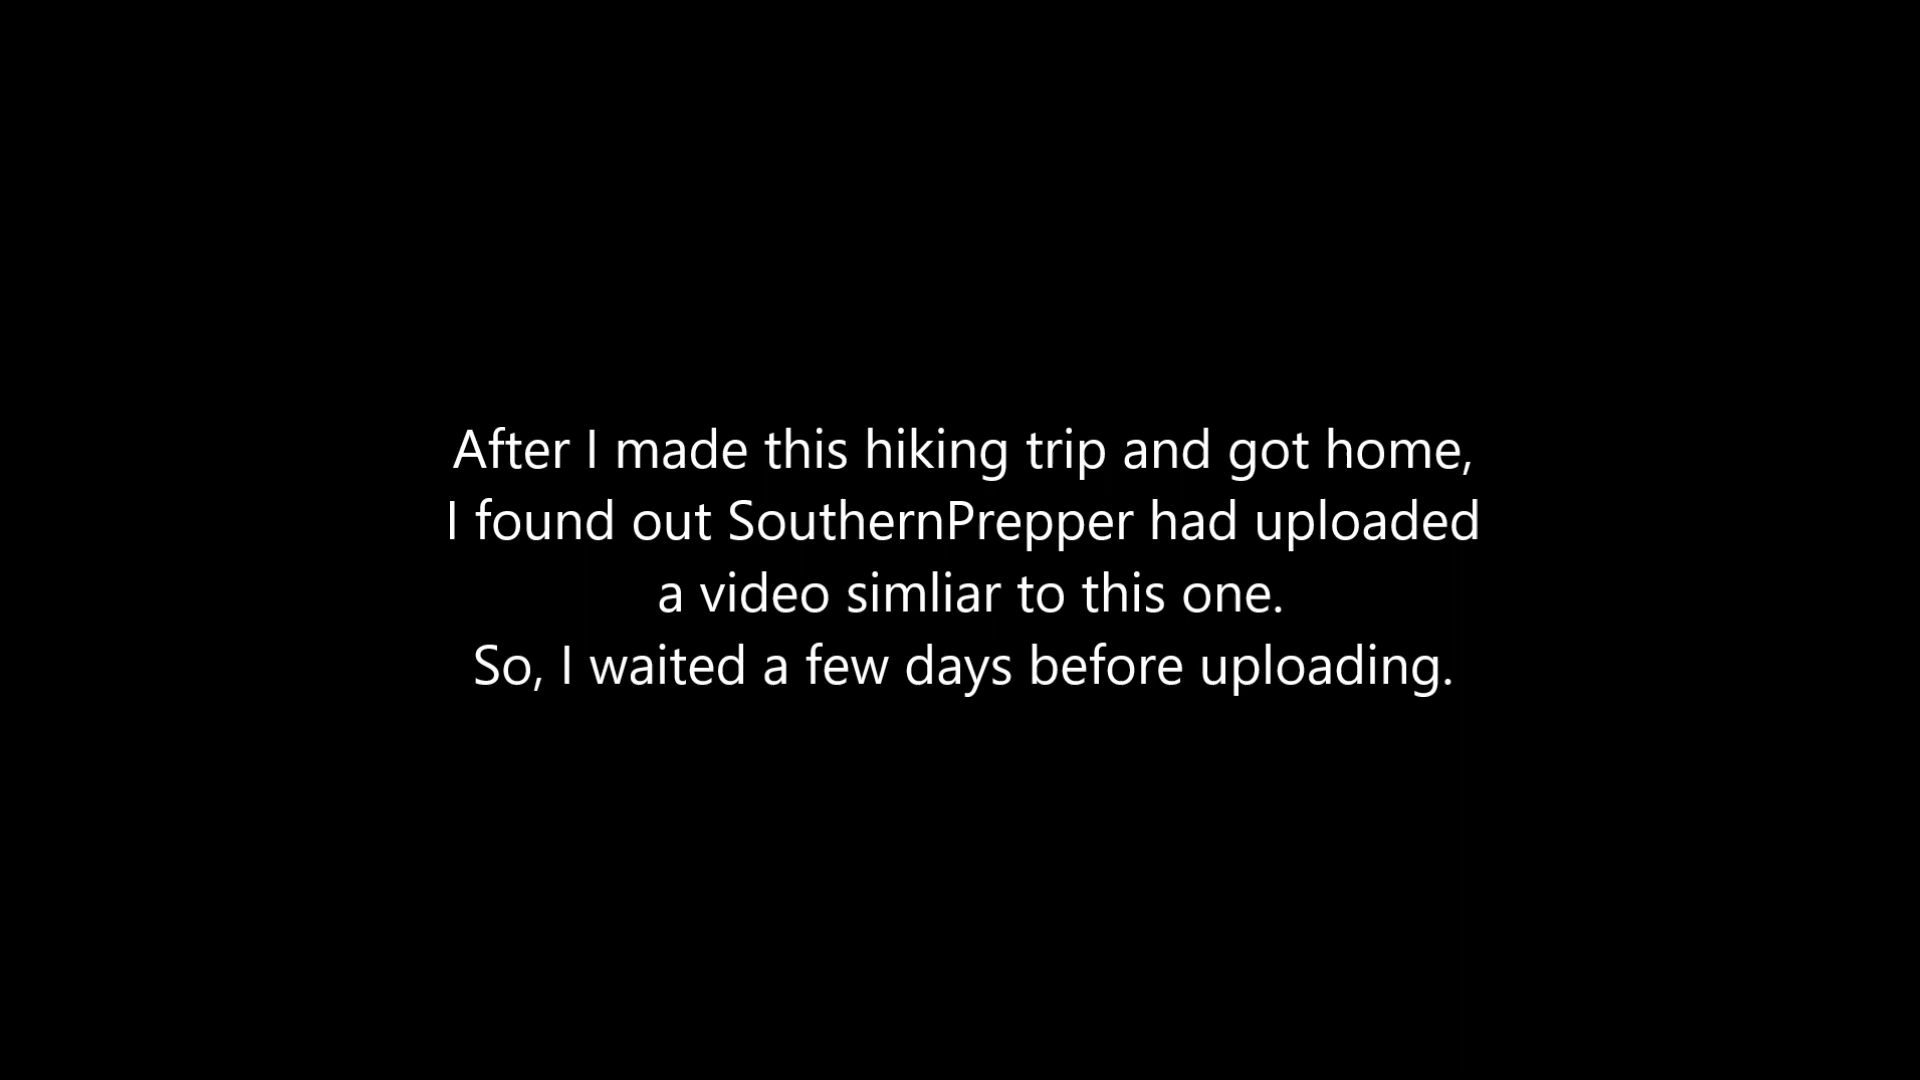 After I made this hiking trip and got home,
I found out SouthernPrepper had uploaded
a video simliar to this one.
So, I waited a few days before uploading.